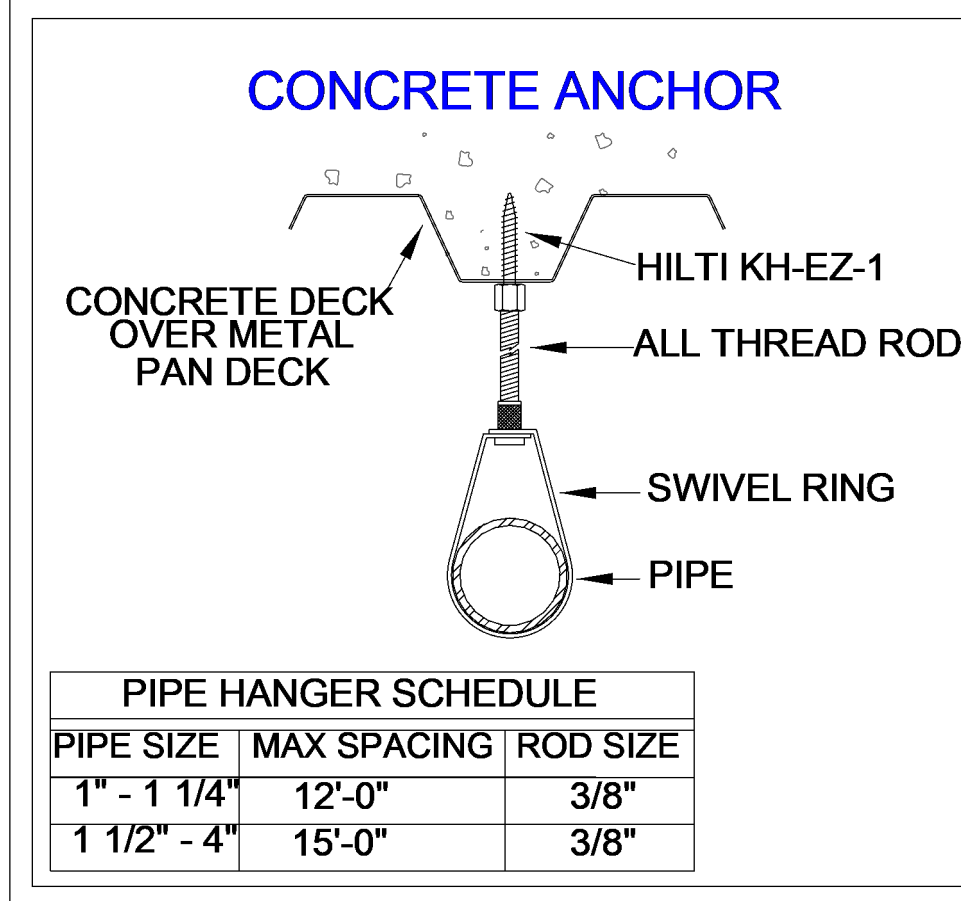 CONCRETE ANCHOR
HILTI KH-EZ-1
CONCRETE DECK
OVER METAL
PAN DECK
ALL THREAD ROD
SWIVEL RING
PIPE
PIPE HANGER SCHEDULE
PIPE SIZE MAX SPACING ROD SIZE
1" - 1 1/4" 12'-0" 3/8"
1 1/2" - 4" 15'-0" 3/8"